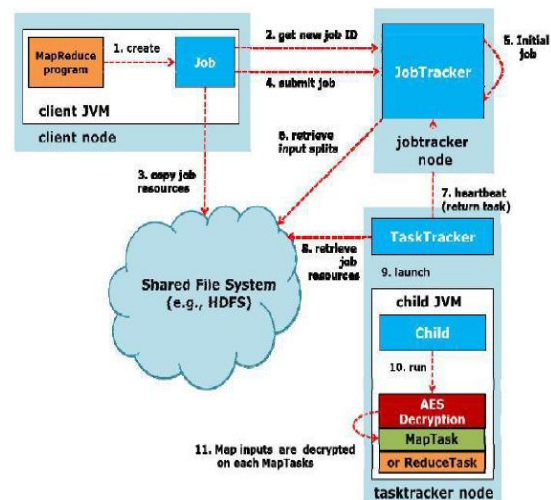 MapReduce
program
1. create
Job
client JVM
client node
2. get new job ID
4. submit job
JobTracker
5. Initial
job
jobtracker
node
3. copy job
resources
6. retrieve
input splits
7. heartbeat
(return task)
Shared File System
(e.g., HDFS)
8. retrieve
job
resources
TaskTracker
9. launch
child JVM
Child
10. run
AES
Decryption
MapTask
or ReduceTask
11. Map inputs are decrypted
on each MapTasks
tasktracker node